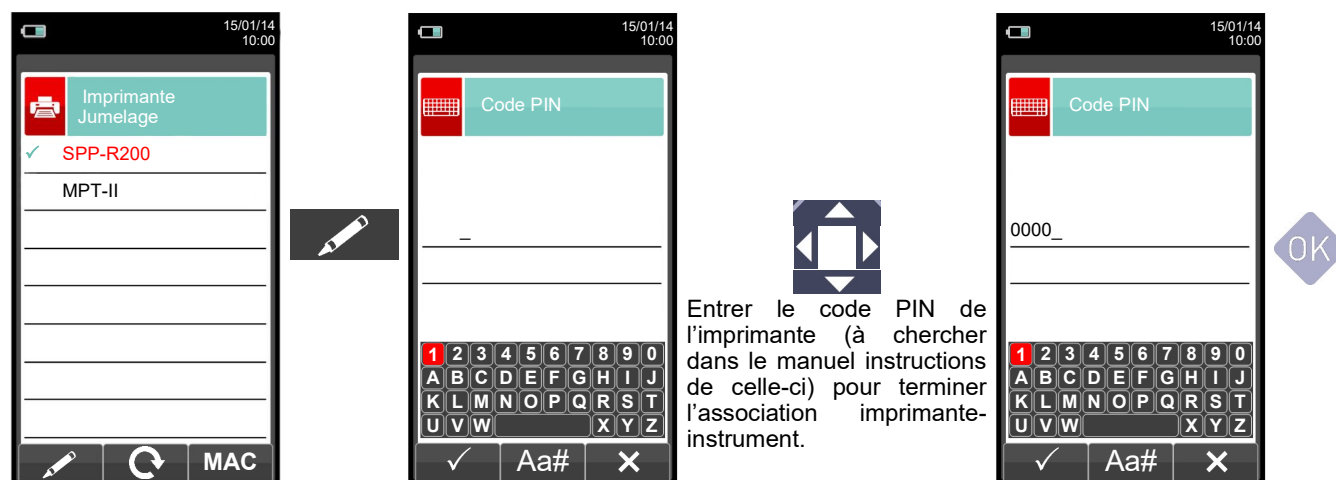 15/01/14
10:00
Imprimante
Jumelage
✓ SPP-R200
MPT-II
MAC
15/01/14
10:00
Code PIN
_
1 2 3 4 5 6 7 8 9 0
A B C D E F G H I J
K L M N O P Q R S T
U V W X Y Z
✓ Aa# ×
Entrer le code PIN de
l’imprimante (à chercher
dans le manuel instructions
de celle-ci) pour terminer
l’association imprimante-
instrument.
15/01/14
10:00
Code PIN
0000_
1 2 3 4 5 6 7 8 9 0
A B C D E F G H I J
K L M N O P Q R S T
U V W X Y Z
✓ Aa# ×
OK